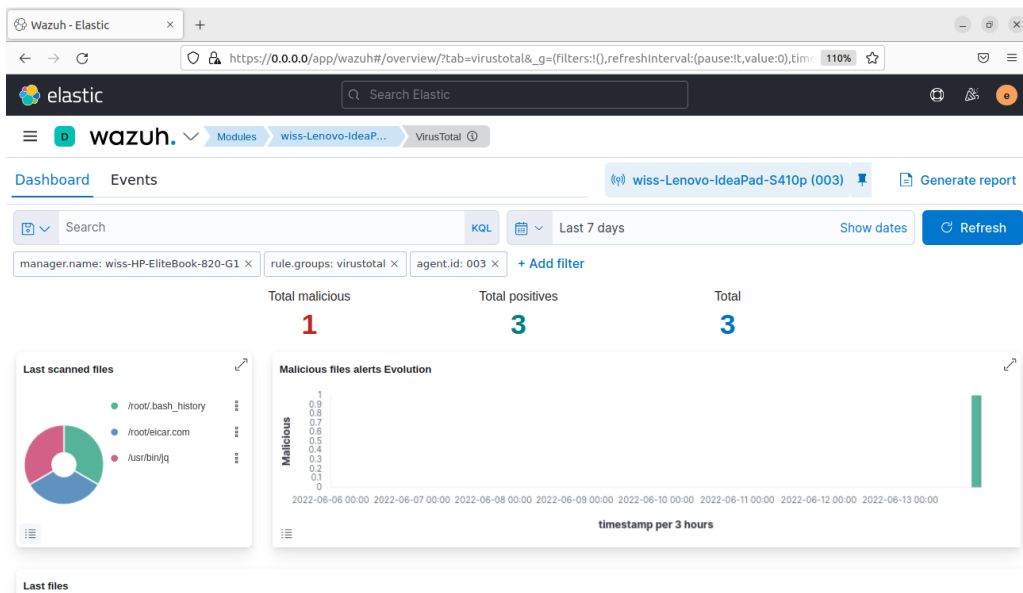 Wazuh - Elastic
https://0.0.0.0/app/wazuh#/overview/?tab=virustotal&_g=(filters:!(),refreshInterval:(pause:!t,value:0),time 110%
elastic Search Elastic e
D wazuh. Modules wiss-Lenovo-IdeaP... VirusTotal
Dashboard Events wiss-Lenovo-IdeaPad-S410p (003) Generate report
Search KQL Last 7 days Show dates Refresh
manager.name: wiss-HP-EliteBook-820-G1 × rule.groups: virustotal × agent.id: 003 × + Add filter
Total malicious Total positives Total
1 3 3
Last scanned files
/root/.bash_history
/root/eicar.com
/usr/bin/jq
Malicious files alerts Evolution
Malicious
1
0.9
0.8
0.7
0.6
0.5
0.4
0.3
0.2
0.1
0
2022-06-06 00:00 2022-06-07 00:00 2022-06-08 00:00 2022-06-09 00:00 2022-06-10 00:00 2022-06-11 00:00 2022-06-12 00:00 2022-06-13 00:00
timestamp per 3 hours
Last files